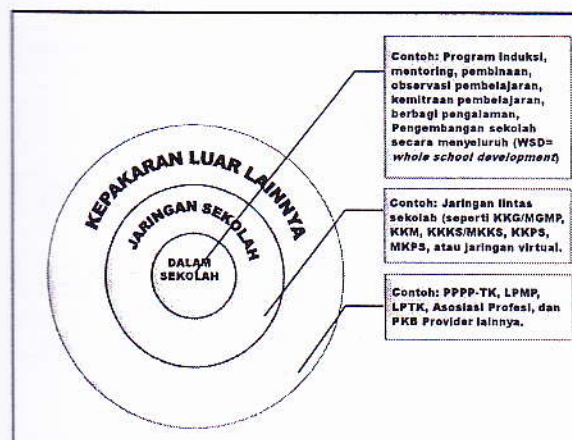 Contoh: Program Induksi,
mentoring, pembinaan,
observasi pembelajaran,
kemitraan pembelajaran,
berbagi pengalaman,
Pengembangan sekolah
secara menyeluruh (WSD=
whole school development)
KEPAKARAN LUAR LAINNYA
JARINGAN SEKOLAH
DALAM
SEKOLAH
Contoh: Jaringan lintas
sekolah (seperti KKG/MGMP,
KKM, KKKS/MKKS, KKPS,
MKPS, atau jaringan virtual.
Contoh: PPPP-TK, LPMP,
LPTK, Asosiasi Profesi, dan
PKB Provider lainnya.